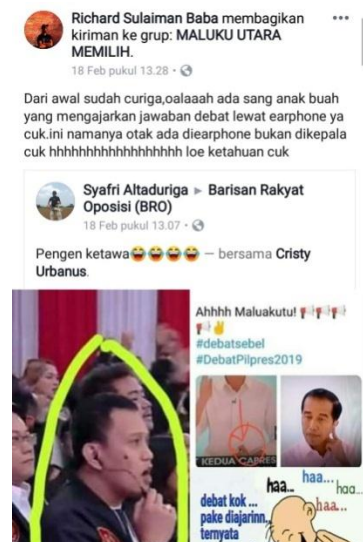 Richard Sulaiman Baba membagikan
kiriman ke grup: MALUKU UTARA
MEMILIH.
18 Feb pukul 13.28 •
Dari awal sudah curiga,oalaaah ada sang anak buah
yang mengajarkan jawaban debat lewat earphone ya
cuk.ini namanya otak ada diearphone bukan dikepala
cuk hhhhhhhhhhhhhhhhhhh loe ketahuan cuk
Syafri Altaduriga ▶ Barisan Rakyat
Oposisi (BRO)
18 Feb pukul 13.07 •
Pengen ketawa😂😂😂😂 — bersama Cristy
Urbanus.
Ahhhh Maluakutu!
#debatsebel
#DebatPilpres2019
KEDUA CAPRES
haa... haa... haa...
haa...
debat kok ...
pake diajarinn,,
ternyata